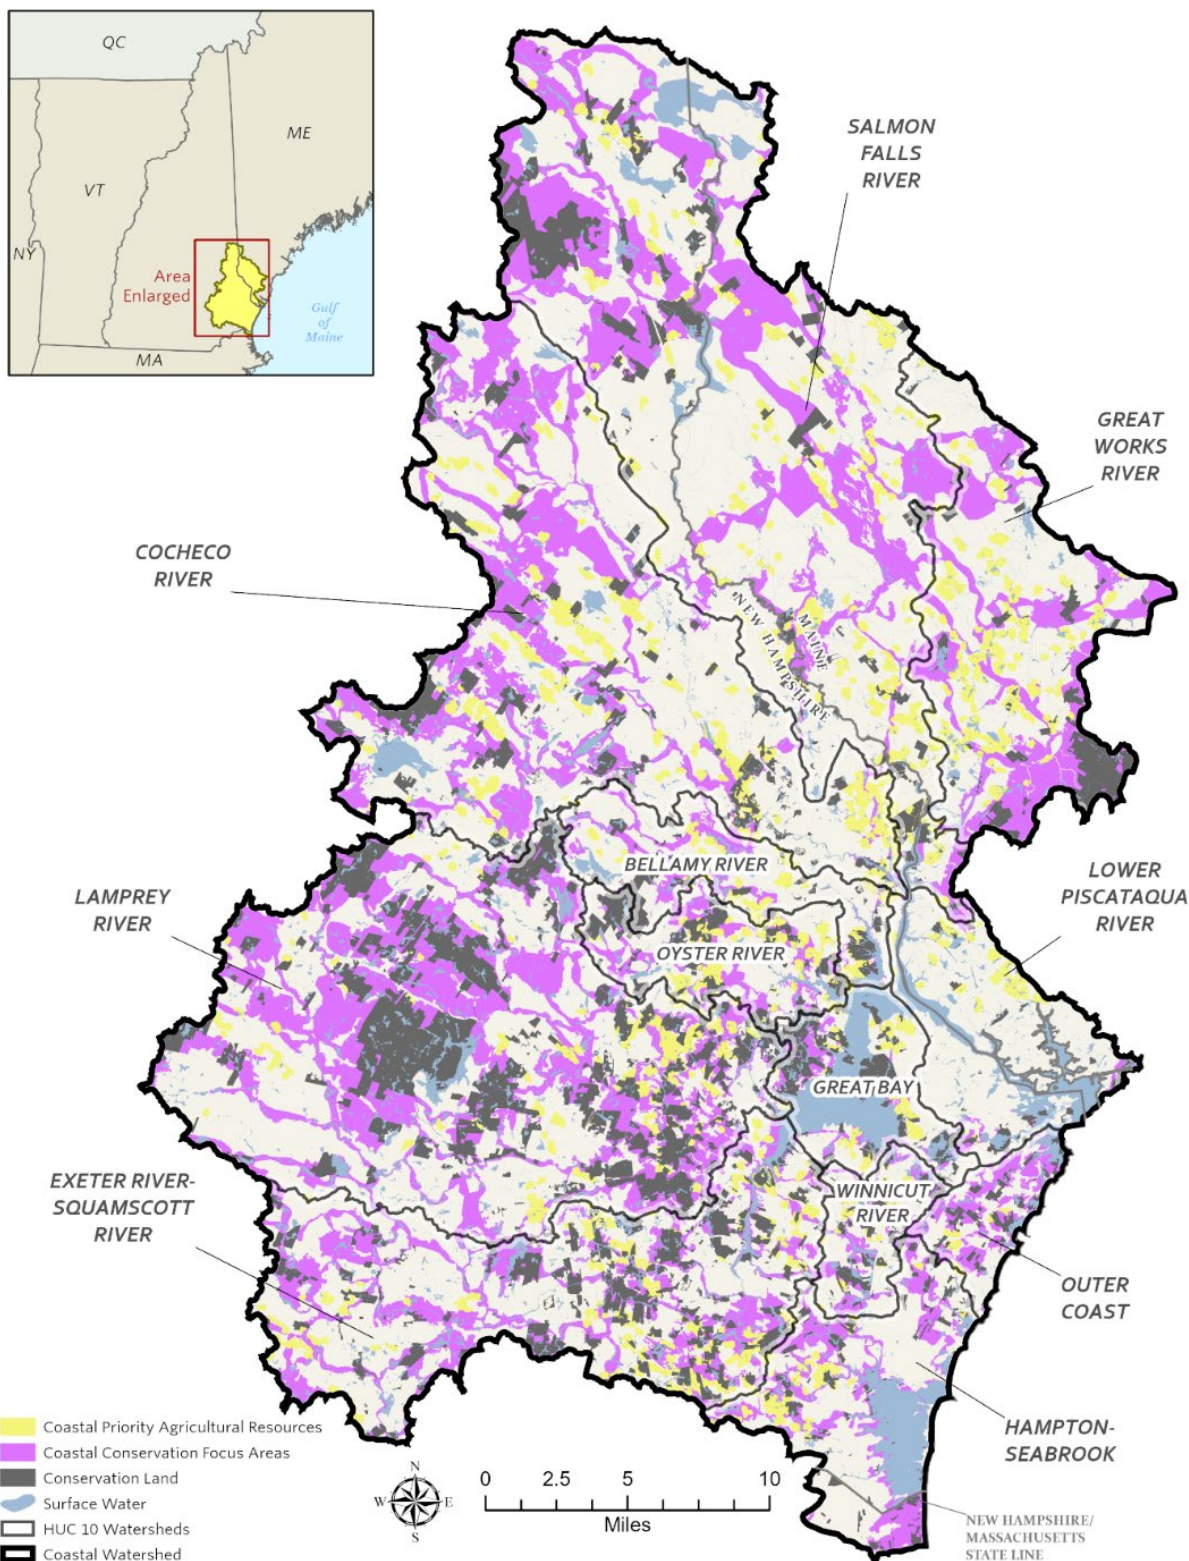 QC
ME
VT
NY
Area
Enlarged
Gulf
of
Maine
MA
SALMON
FALLS
RIVER
GREAT
WORKS
RIVER
COCHECO
RIVER
MAINE
NEW HAMPSHIRE
BELLAMY RIVER
LOWER
PISCATAQUA
RIVER
LAMPREY
RIVER
OYSTER RIVER
GREAT BAY
EXETER RIVER-
SQUAMSCOTT
RIVER
WINNICUT
RIVER
OUTER
COAST
HAMPTON-
SEABROOK
Coastal Priority Agricultural Resources
Coastal Conservation Focus Areas
Conservation Land
Surface Water
HUC 10 Watersheds
Coastal Watershed
N
W E
S
0 2.5 5 10
Miles
NEW HAMPSHIRE/
MASSACHUSETTS
STATE LINE